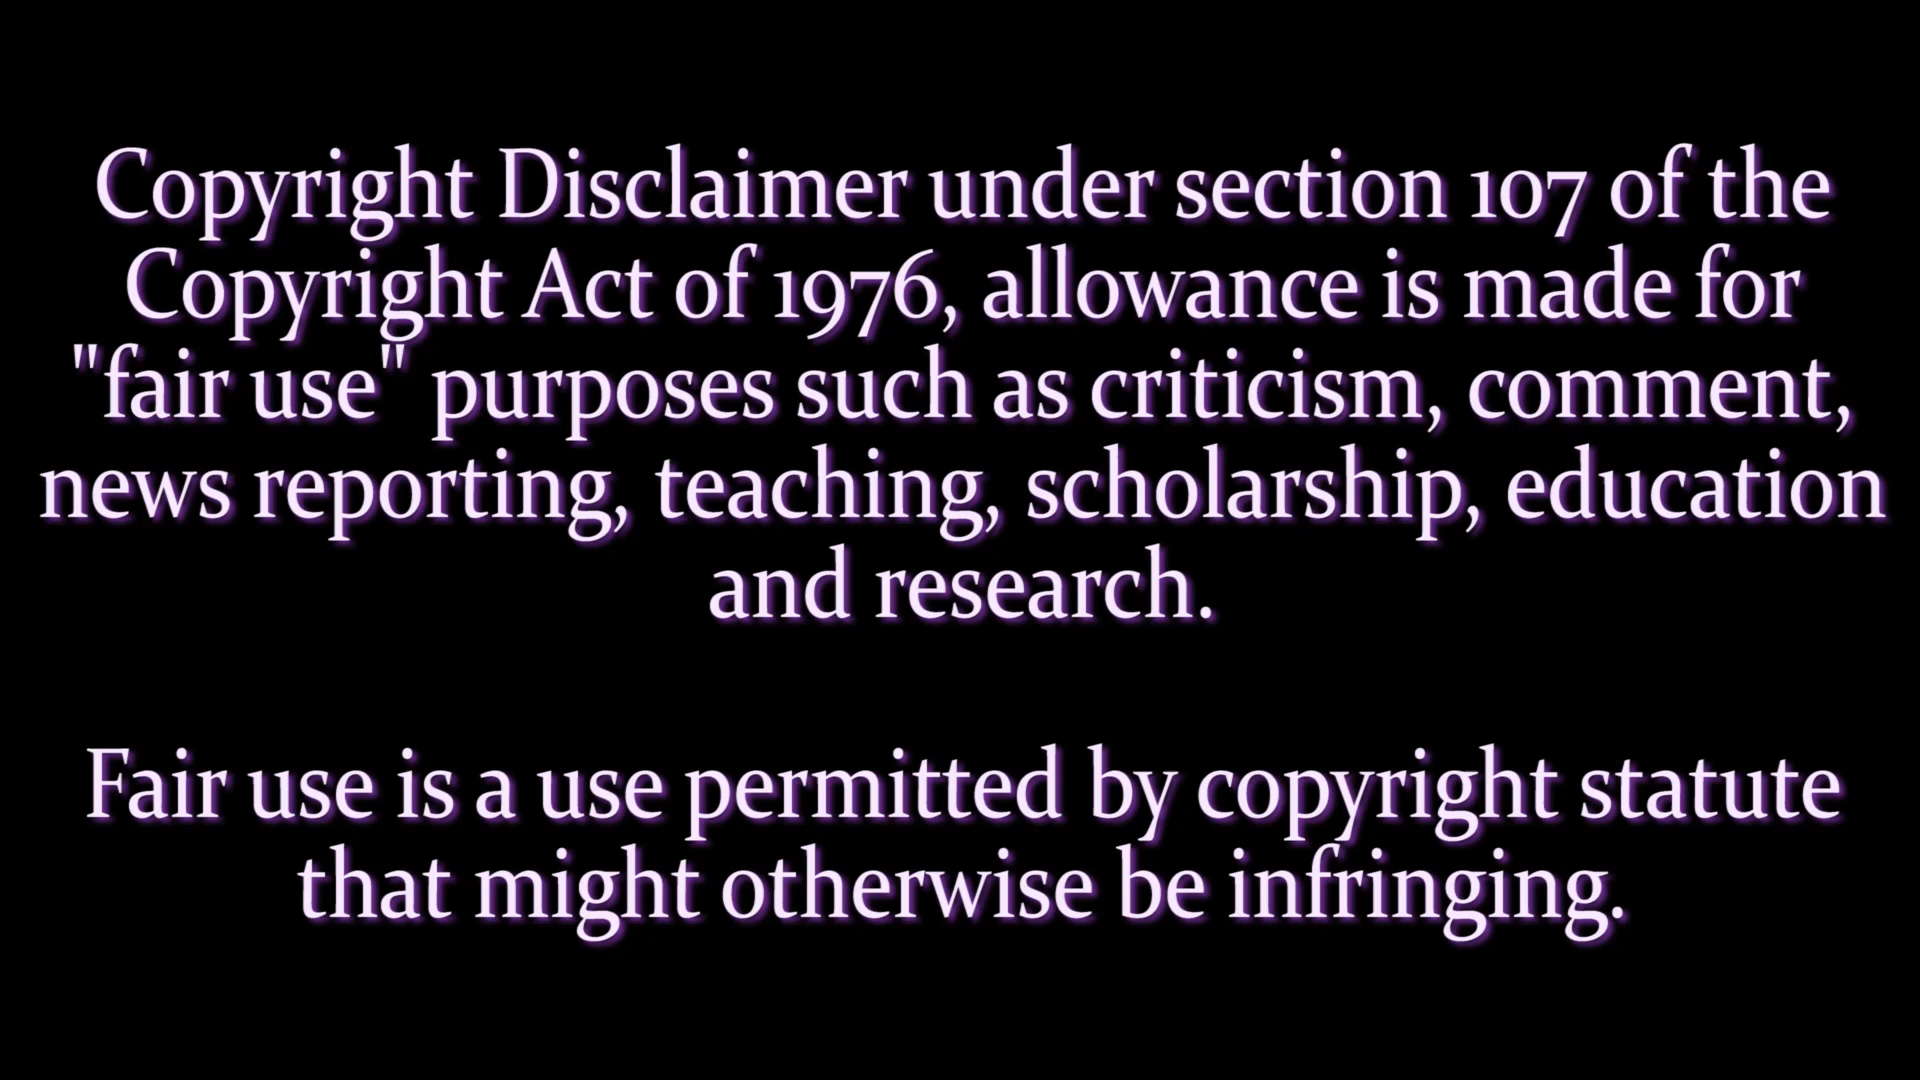 Copyright Disclaimer under section 107 of the
Copyright Act of 1976, allowance is made for
"fair use" purposes such as criticism, comment,
news reporting, teaching, scholarship, education
and research.
Fair use is a use permitted by copyright statute
that might otherwise be infringing.